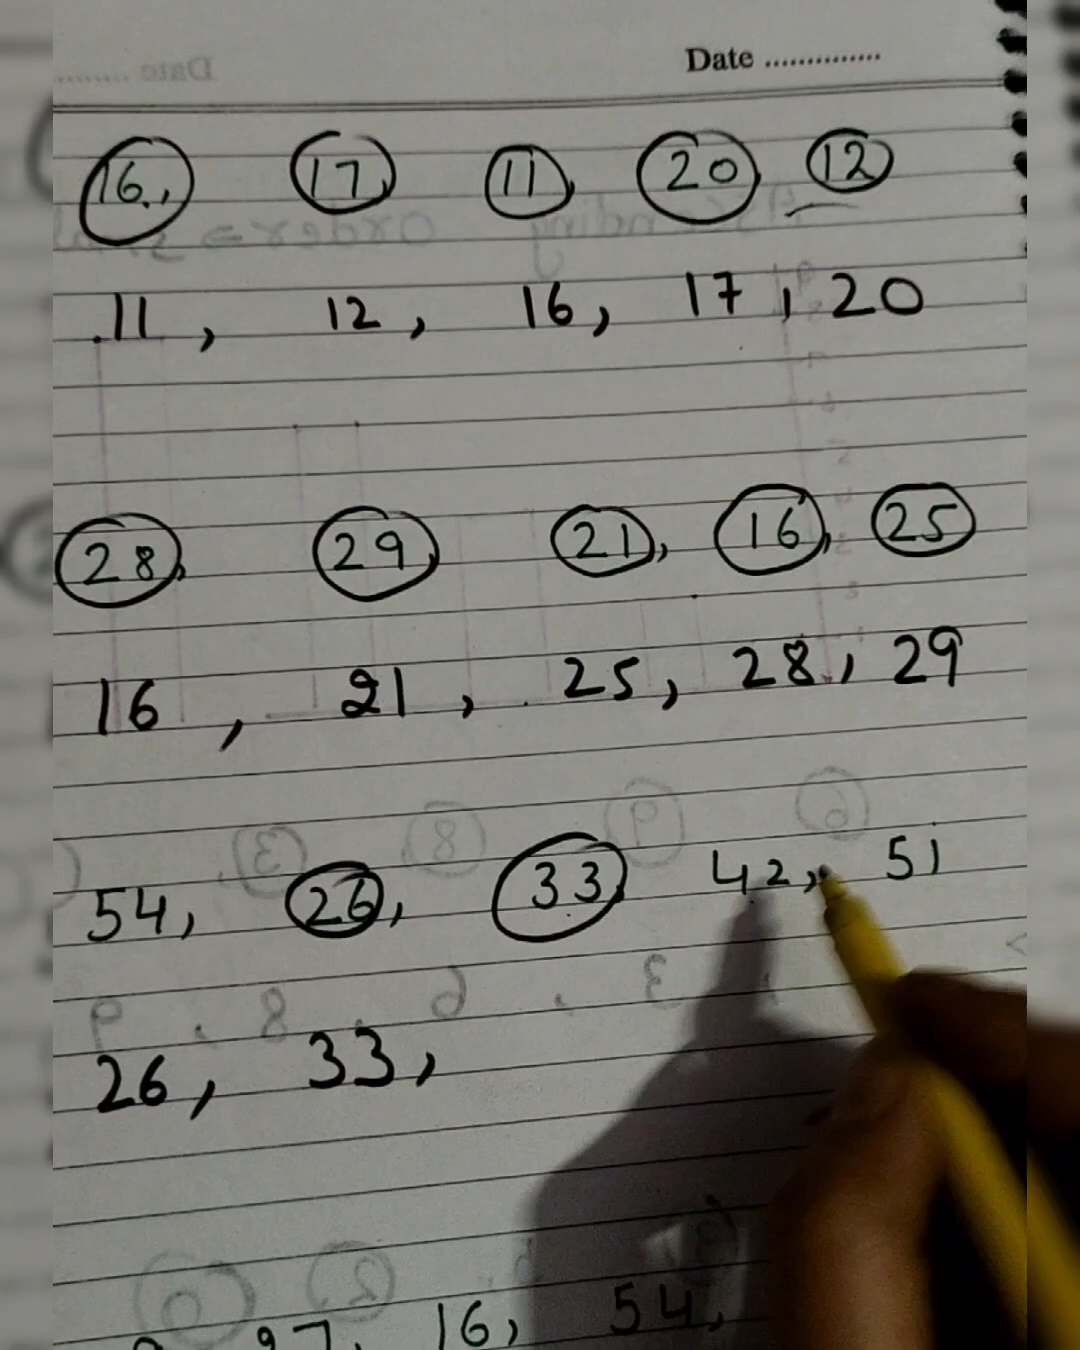 Date ..............
16, 17, 11, 20, 12
11, 12, 16, 17, 20
28, 29, 21, 16, 25
16, 21, 25, 28, 29
54, 26, 33, 42, 51
26, 33,
16, 54,